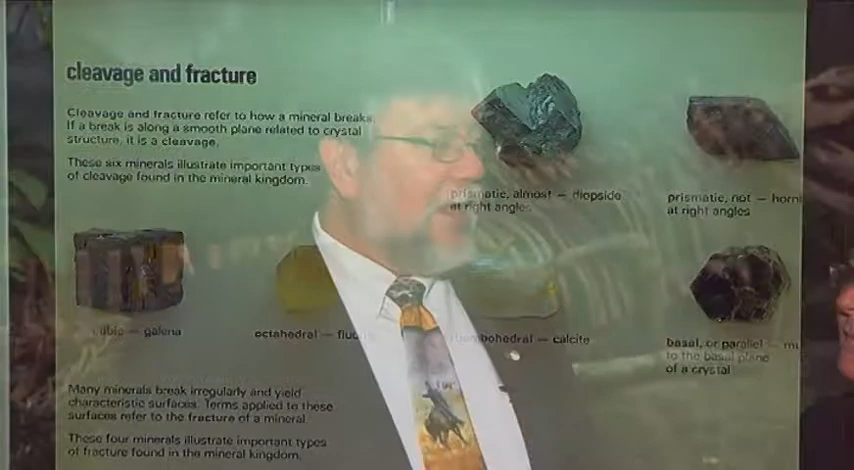 cleavage and fracture
Cleavage and fracture refer to how a mineral breaks.
If a break is along a smooth plane related to crystal
structure, it is a cleavage.
These six minerals illustrate important types
of cleavage found in the mineral kingdom.
prismatic, almost — diopside
at right angles
prismatic, not — horn
at right angles
cubic — galena
octahedral — fluo
rhombohedral — calcite
basal, or parallel — mu
to the basal plane
of a crystal
Many minerals break irregularly and yield
characteristic surfaces. Terms applied to these
surfaces refer to the fracture of a mineral.
These four minerals illustrate important types
of fracture found in the mineral kingdom.